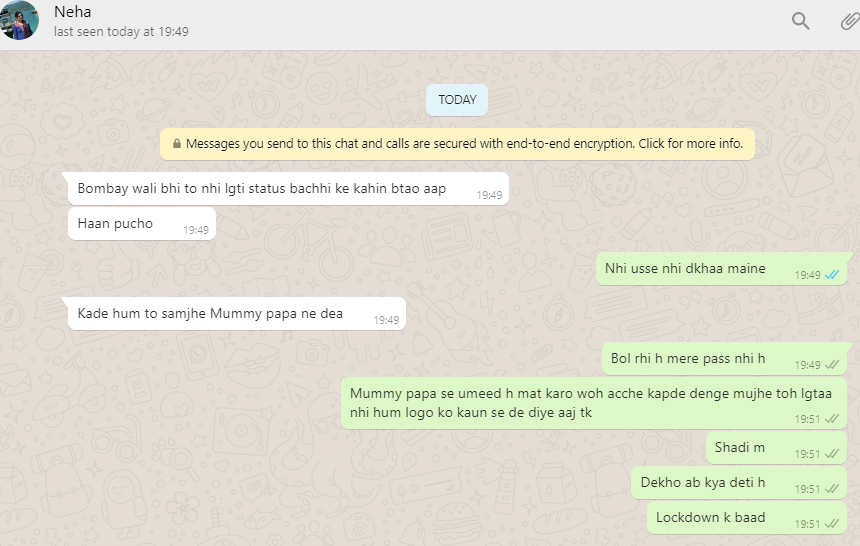 Neha
last seen today at 19:49
TODAY
Messages you send to this chat and calls are secured with end-to-end encryption. Click for more info.
Bombay wali bhi to nhi lgti status bachhi ke kahin btao aap
19:49
Haan pucho
19:49
Nhi usse nhi dkhaa maine
19:49
Kade hum to samjhe Mummy papa ne dea
19:49
Bol rhi h mere pass nhi h
19:49
Mummy papa se umeed h mat karo woh acche kapde denge mujhe toh lgtaa
nhi hum logo ko kaun se de diye aaj tk
19:51
Shadi m
19:51
Dekho ab kya deti h
19:51
Lockdown k baad
19:51